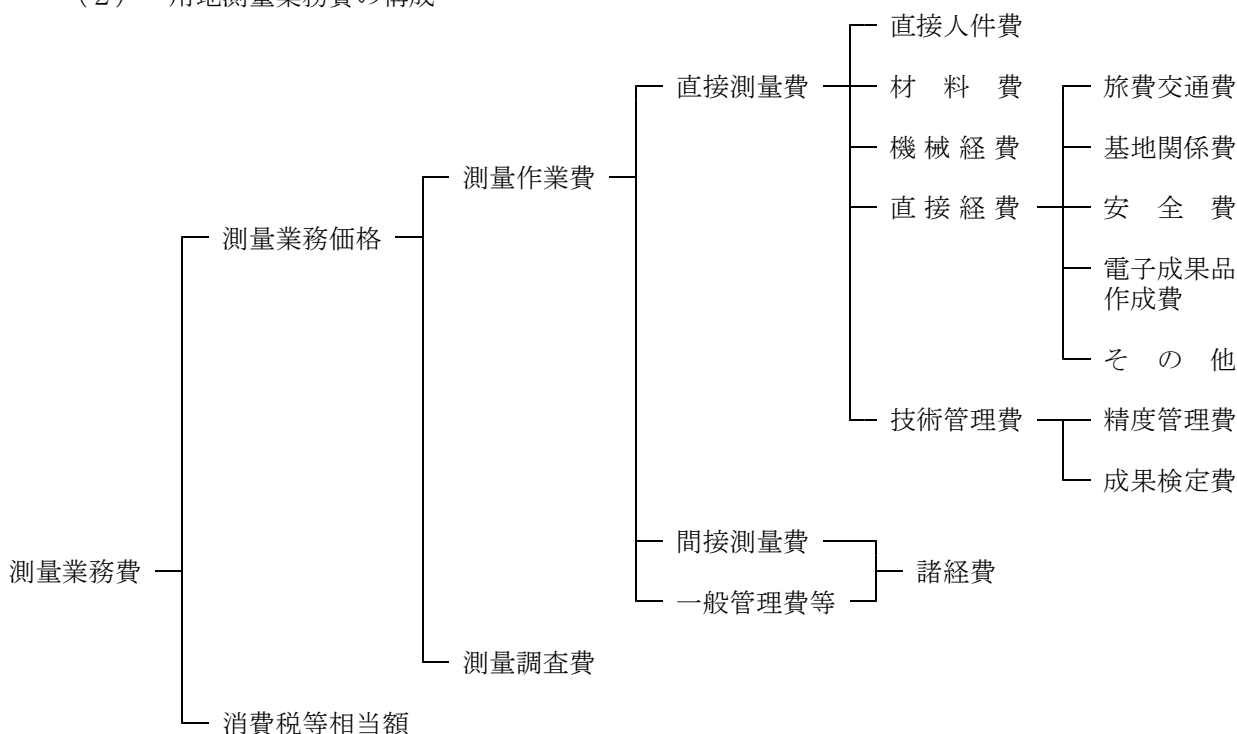 (2) 用地測量業務費の構成
直接人件費
直接測量費
材料費
旅費交通費
機械経費
基地関係費
測量作業費
直接経費
安全費
測量業務価格
電子成果品
作成費
その他
技術管理費
精度管理費
成果検定費
間接測量費
測量業務費
諸経費
一般管理費等
測量調査費
消費税等相当額